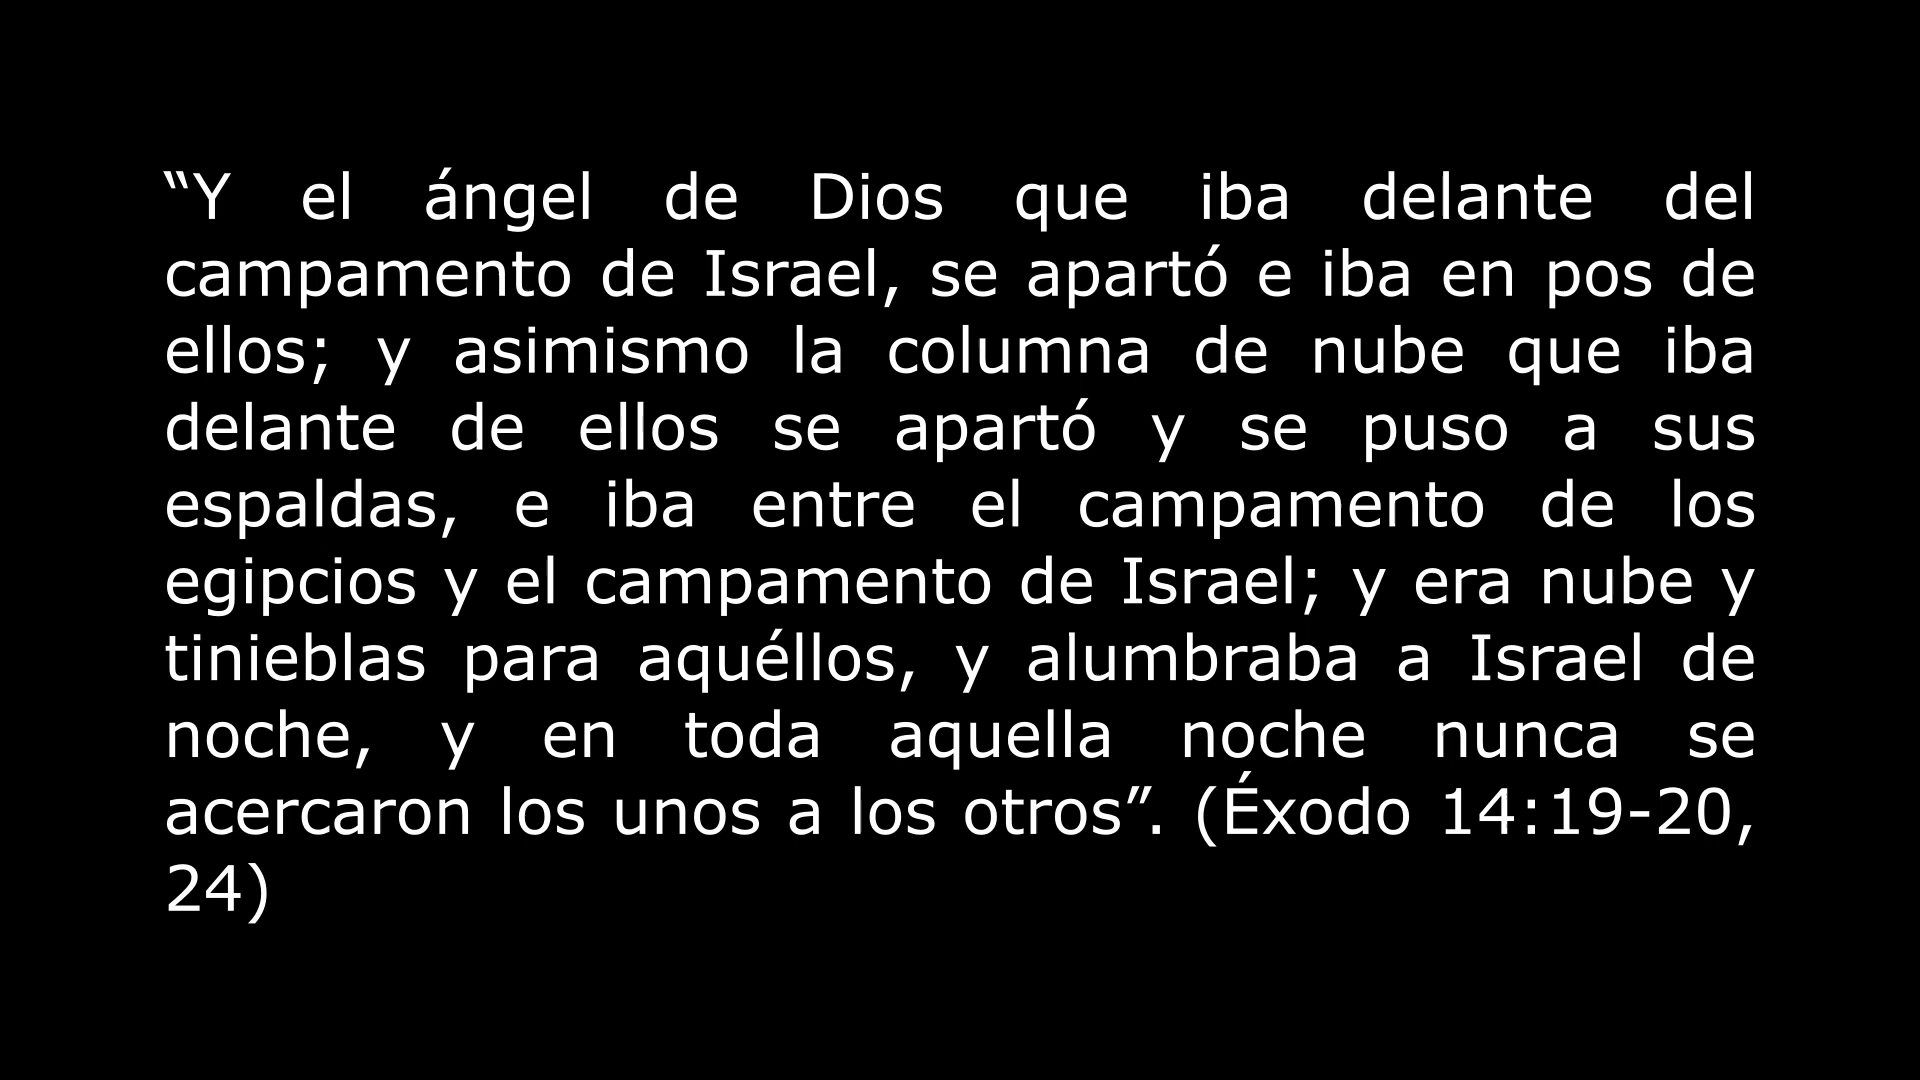 “Y el ángel de Dios que iba delante del
campamento de Israel, se apartó e iba en pos de
ellos; y asimismo la columna de nube que iba
delante de ellos se apartó y se puso a sus
espaldas, e iba entre el campamento de los
egipcios y el campamento de Israel; y era nube y
tinieblas para aquéllos, y alumbraba a Israel de
noche, y en toda aquella noche nunca se
acercaron los unos a los otros”. (Éxodo 14:19-20,
24)